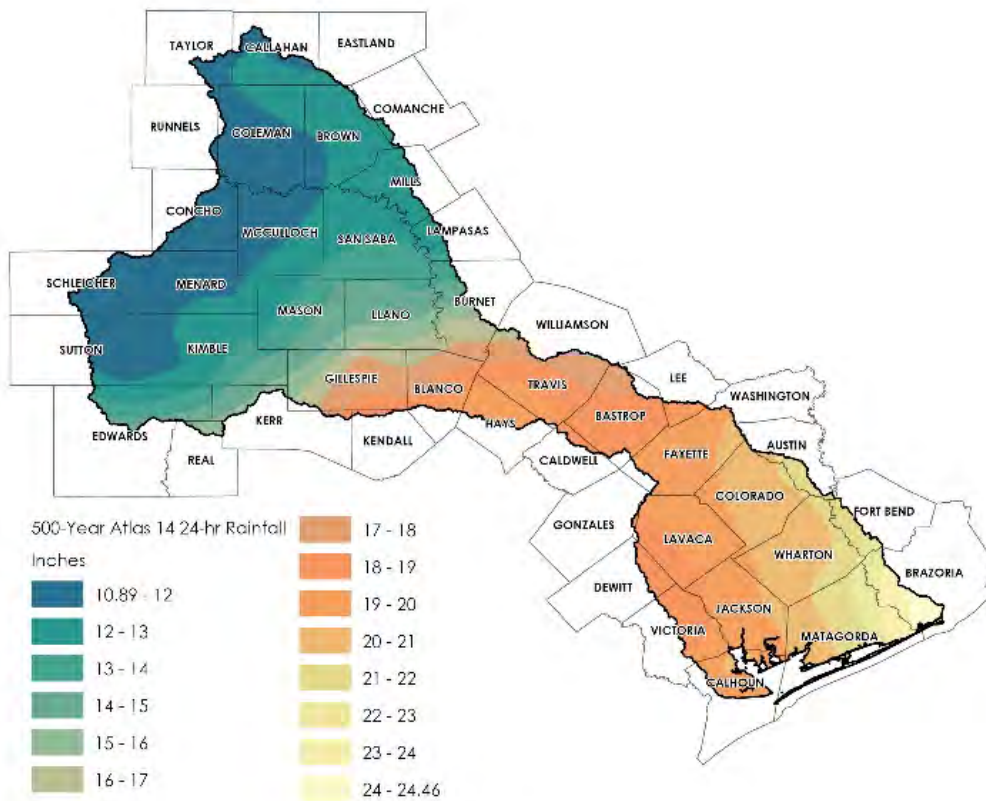 TAYLOR
CALLAHAN
EASTLAND
COMANCHE
RUNNELS
COLEMAN
BROWN
MILLS
CONCHO
MCCULLOCH
SAN SABA
LAMPASAS
SCHLEICHER
MENARD
MASON
LLANO
BURNET
WILLIAMSON
SUTTON
KIMBLE
GILLESPIE
BLANCO
TRAVIS
LEE
WASHINGTON
BASTROP
EDWARDS
KERR
KENDALL
HAYS
REAL
CALDWELL
FAYETTE
AUSTIN
COLORADO
GONZALES
LAVACA
FORT BEND
WHARTON
BRAZORIA
DEWITT
VICTORIA
JACKSON
MATAGORDA
CALHOUN
500-Year Atlas 14 24-hr Rainfall
Inches
10.89 - 12
12 - 13
13 - 14
14 - 15
15 - 16
16 - 17
17 - 18
18 - 19
19 - 20
20 - 21
21 - 22
22 - 23
23 - 24
24 - 24.46